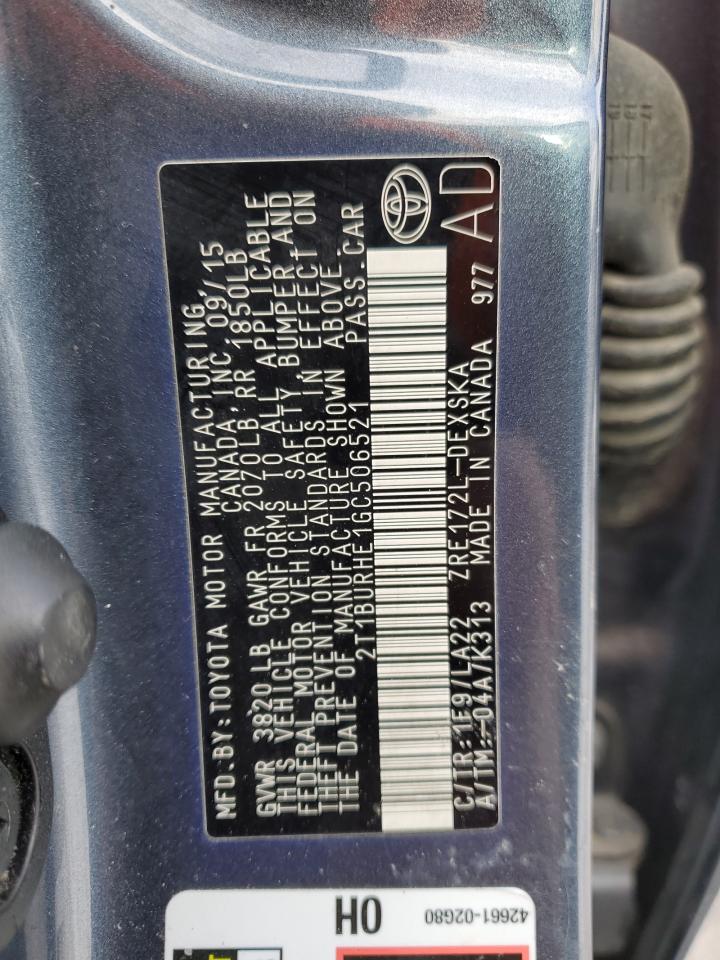 MFD.BY:TOYOTA MOTOR MANUFACTURING,
CANADA, INC. 09/15
GVWR 3820LB GAWR FR 2070LB,RR 1850LB
THIS VEHICLE CONFORMS TO ALL APPLICABLE
FEDERAL MOTOR VEHICLE SAFETY,BUMPER AND
THEFT PREVENTION STANDARDS IN EFFECT ON
THE DATE OF MANUFACTURE SHOWN ABOVE.
2T1BURHE1GC506521 PASS.CAR
C/TR:1E9/LA22 ZRE172L-DEXSKA
A/TM:-04A/K313 MADE IN CANADA 977 AD
OH 42661-02G80